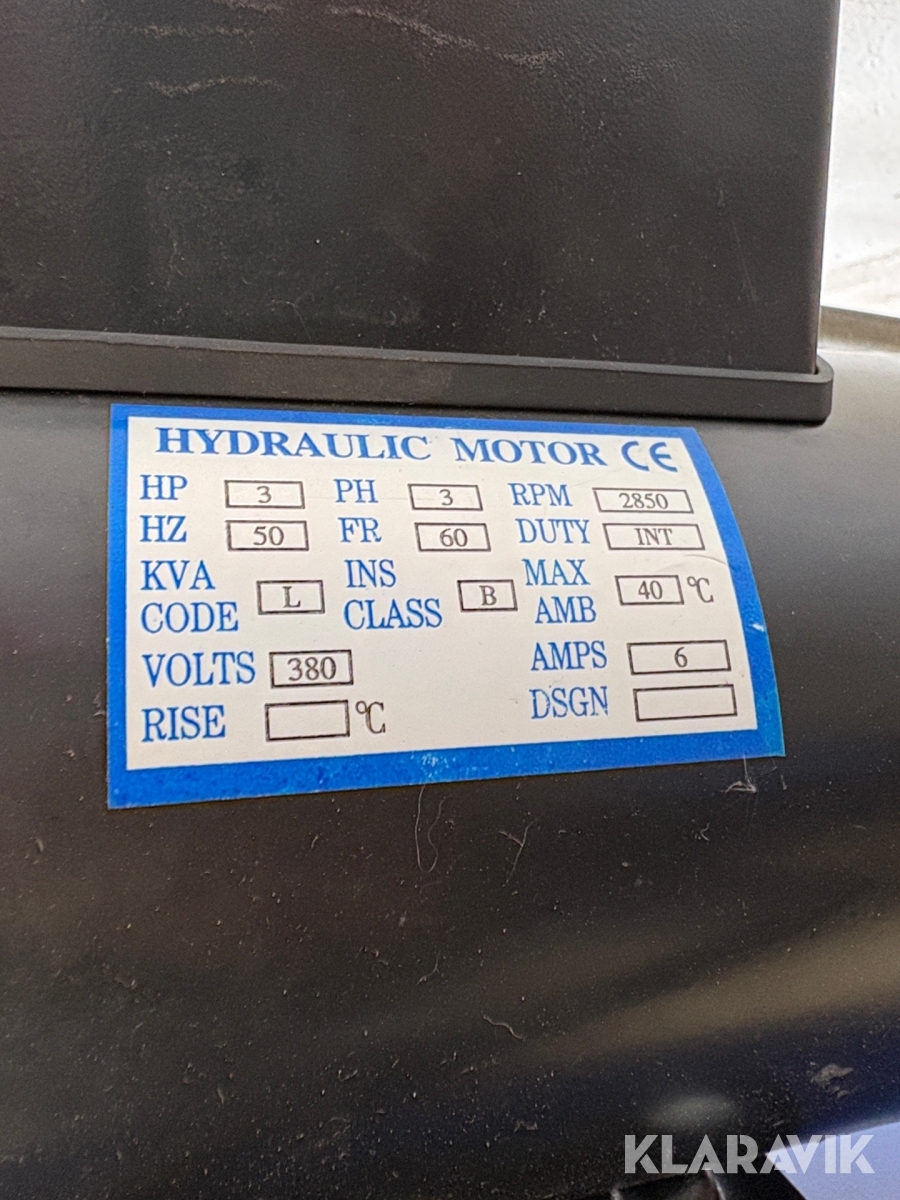 HYDRAULIC MOTOR CE
HP 3 PH 3 RPM 2850
HZ 50 FR 60 DUTY INT
KVA CODE L INS CLASS B MAX AMB 40 °C
VOLTS 380 AMPS 6
RISE °C DSGN
KLARAVIK